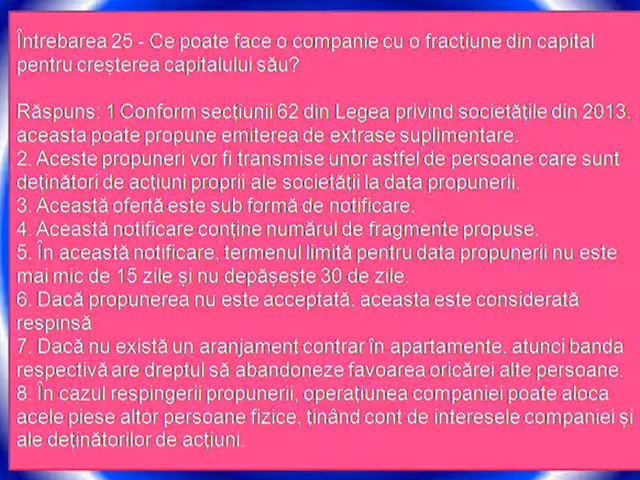 Întrebarea 25 - Ce poate face o companie cu o fracțiune din capital
pentru creșterea capitalului său?
Răspuns: 1 Conform secțiunii 62 din Legea privind societățile din 2013,
aceasta poate propune emiterea de extrase suplimentare.
2. Aceste propuneri vor fi transmise unor astfel de persoane care sunt
deținători de acțiuni proprii ale societății la data propunerii.
3. Această ofertă este sub formă de notificare.
4. Această notificare conține numărul de fragmente propuse.
5. În această notificare, termenul limită pentru data propunerii nu este
mai mic de 15 zile și nu depășește 30 de zile.
6. Dacă propunerea nu este acceptată, aceasta este considerată
respinsă
7. Dacă nu există un aranjament contrar în apartamente, atunci banda
respectivă are dreptul să abandoneze favoarea oricărei alte persoane.
8. În cazul respingerii propunerii, operațiunea companiei poate aloca
acele piese altor persoane fizice, ținând cont de interesele companiei și
ale deținătorilor de acțiuni.